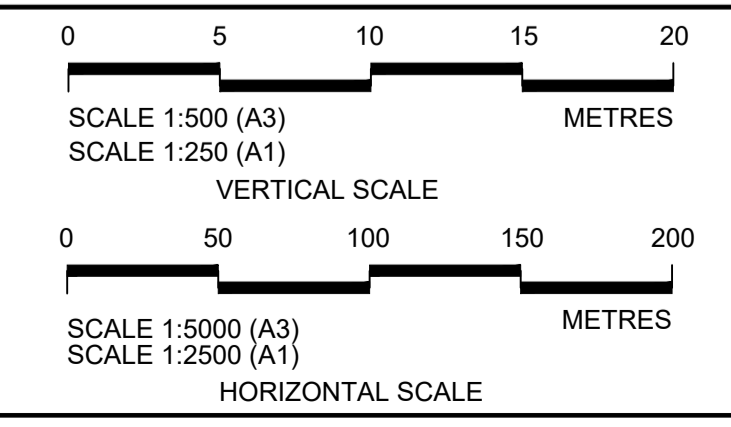 0 5 10 15 20
SCALE 1:500 (A3) METRES
SCALE 1:250 (A1)
VERTICAL SCALE
0 50 100 150 200
SCALE 1:5000 (A3) METRES
SCALE 1:2500 (A1)
HORIZONTAL SCALE